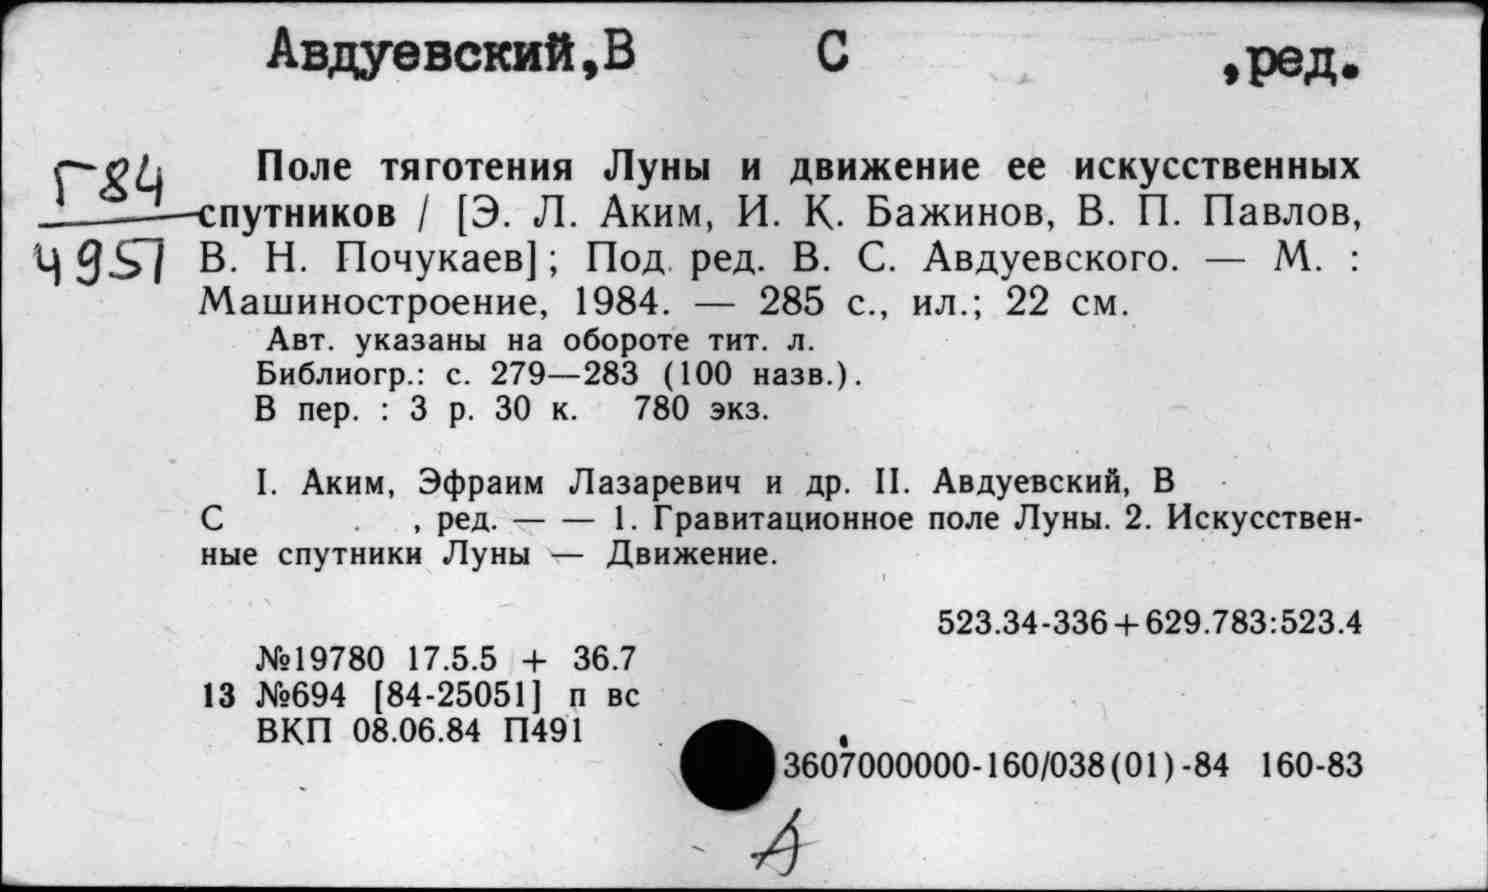 Авдуевский,В С ,ред.
Г84
4951
Поле тяготения Луны и движение ее искусственных
спутников / [Э. Л. Аким, И. К. Бажинов, В. П. Павлов,
В. Н. Почукаев]; Под ред. В. С. Авдуевского. — М. :
Машиностроение, 1984. — 285 с., ил.; 22 см.
Авт. указаны на обороте тит. л.
Библиогр.: с. 279—283 (100 назв.).
В пер. : 3 р. 30 к. 780 экз.
I. Аким, Эфраим Лазаревич и др. II. Авдуевский, В
С , ред. — — 1. Гравитационное поле Луны. 2. Искусствен-
ные спутники Луны — Движение.
523.34-336+629.783:523.4
№19780 17.5.5 + 36.7
13 №694 [84-25051] п вс
ВКП 08.06.84 П491
3607000000-160/038(01)-84 160-83
А